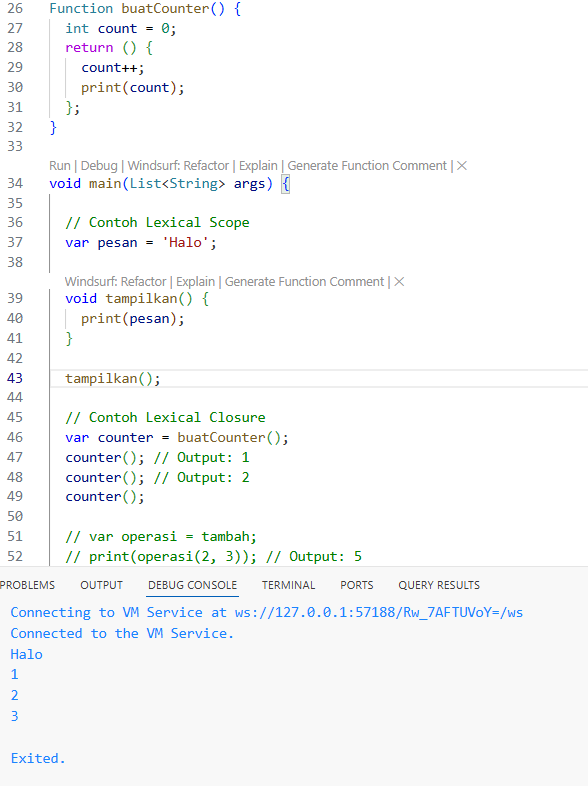 26 Function buatCounter() {
27   int count = 0;
28   return () {
29     count++;
30     print(count);
31   };
32 }
33
Run | Debug | Windsurf: Refactor | Explain | Generate Function Comment | ×
34 void main(List<String> args) {
35
36   // Contoh Lexical Scope
37   var pesan = 'Halo';
38
Windsurf: Refactor | Explain | Generate Function Comment | ×
39   void tampilkan() {
40     print(pesan);
41   }
42
43   tampilkan();
44
45   // Contoh Lexical Closure
46   var counter = buatCounter();
47   counter(); // Output: 1
48   counter(); // Output: 2
49   counter();
50
51   // var operasi = tambah;
52   // print(operasi(2, 3)); // Output: 5
PROBLEMS OUTPUT DEBUG CONSOLE TERMINAL PORTS QUERY RESULTS
Connecting to VM Service at ws://127.0.0.1:57188/Rw_7AFTUVoY=/ws
Connected to the VM Service.
Halo
1
2
3
Exited.